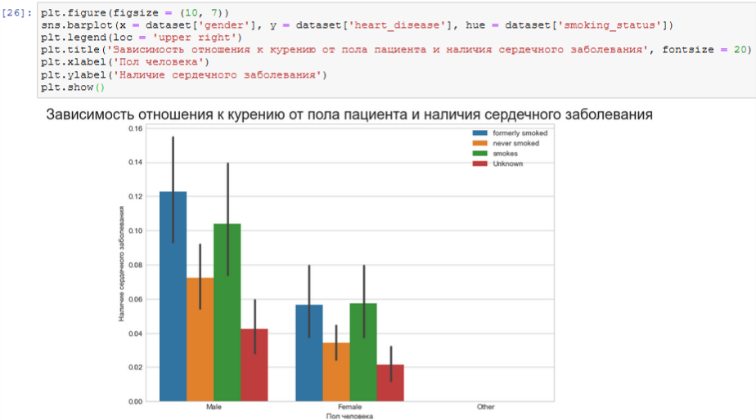 [26]: plt.figure(figsize = (10, 7))
sns.barplot(x = dataset['gender'], y = dataset['heart_disease'], hue = dataset['smoking_status'])
plt.legend(loc = 'upper right')
plt.title('Зависимость отношения к курению от пола пациента и наличия сердечного заболевания', fontsize = 20)
plt.xlabel('Пол человека')
plt.ylabel('Наличие сердечного заболевания')
plt.show()
Зависимость отношения к курению от пола пациента и наличия сердечного заболевания
formerly smoked
never smoked
smokes
Unknown
0.16
0.14
0.12
0.10
0.08
0.06
0.04
0.02
0.00
Наличие сердечного заболевания
Male Female Other
Пол человека